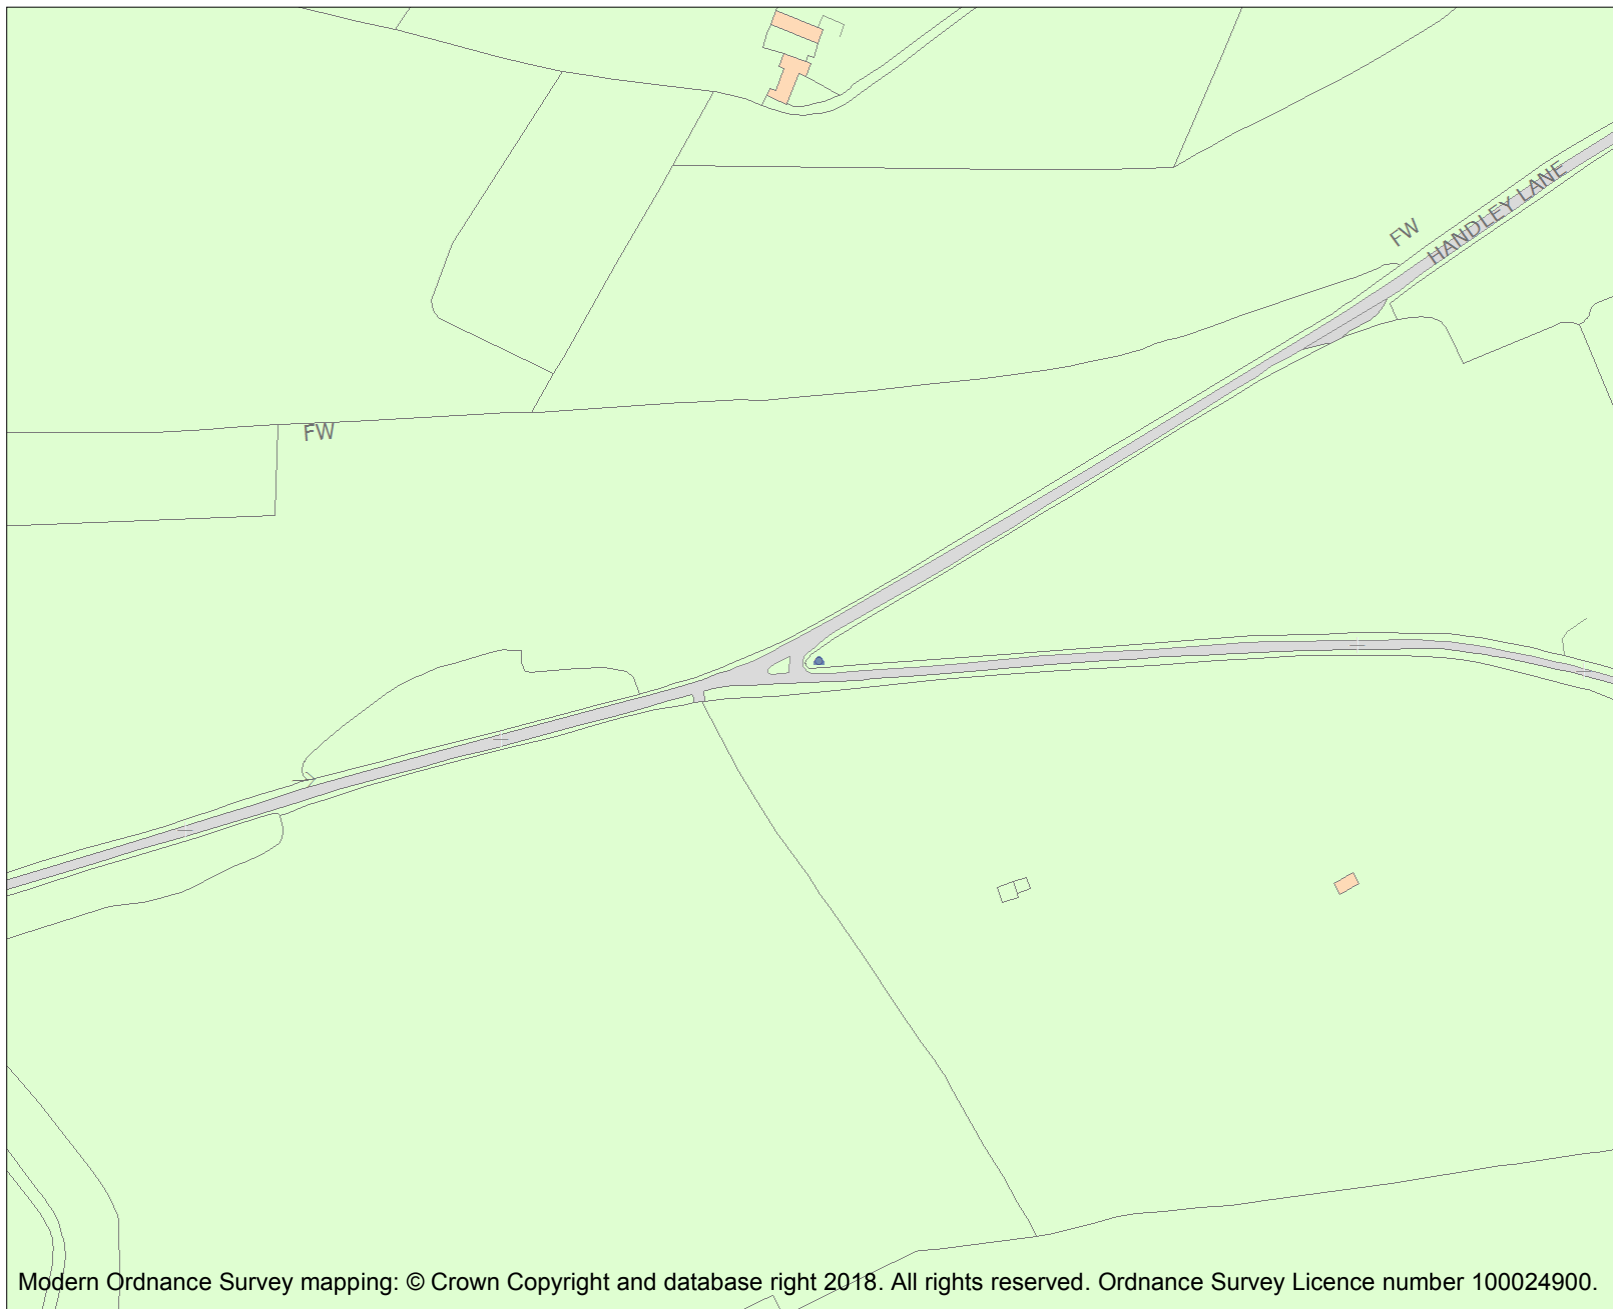 FW
HANDLEY LANE
FW
Modern Ordnance Survey mapping: © Crown Copyright and database right 2018. All rights reserved. Ordnance Survey Licence number 100024900.